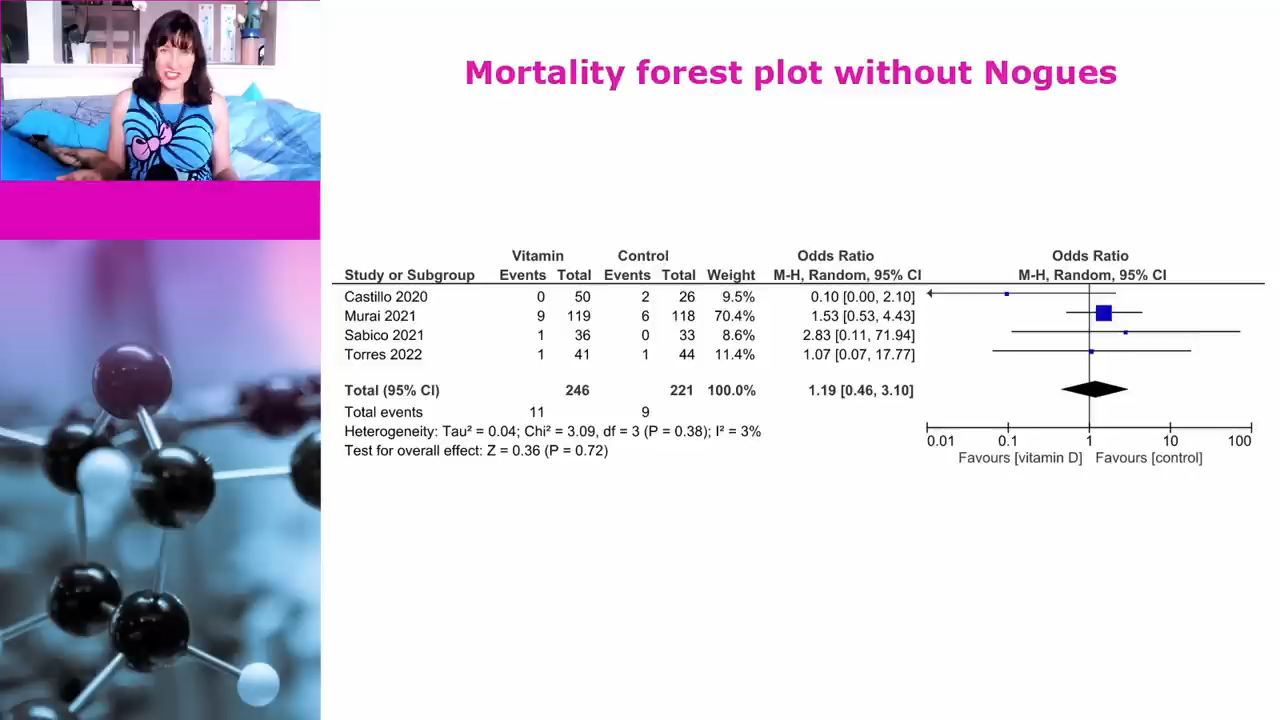 Mortality forest plot without Nogues
Vitamin Control Odds Ratio Odds Ratio
Study or Subgroup Events Total Events Total Weight M-H, Random, 95% CI M-H, Random, 95% CI
Castillo 2020 0 50 2 26 9.5% 0.10 [0.00, 2.10]
Murai 2021 9 119 6 118 70.4% 1.53 [0.53, 4.43]
Sabico 2021 1 36 0 33 8.6% 2.83 [0.11, 71.94]
Torres 2022 1 41 1 44 11.4% 1.07 [0.07, 17.77]
Total (95% CI) 246 221 100.0% 1.19 [0.46, 3.10]
Total events 11 9
Heterogeneity: Tau² = 0.04; Chi² = 3.09, df = 3 (P = 0.38); I² = 3%
Test for overall effect: Z = 0.36 (P = 0.72)
0.01 0.1 1 10 100
Favours [vitamin D] Favours [control]